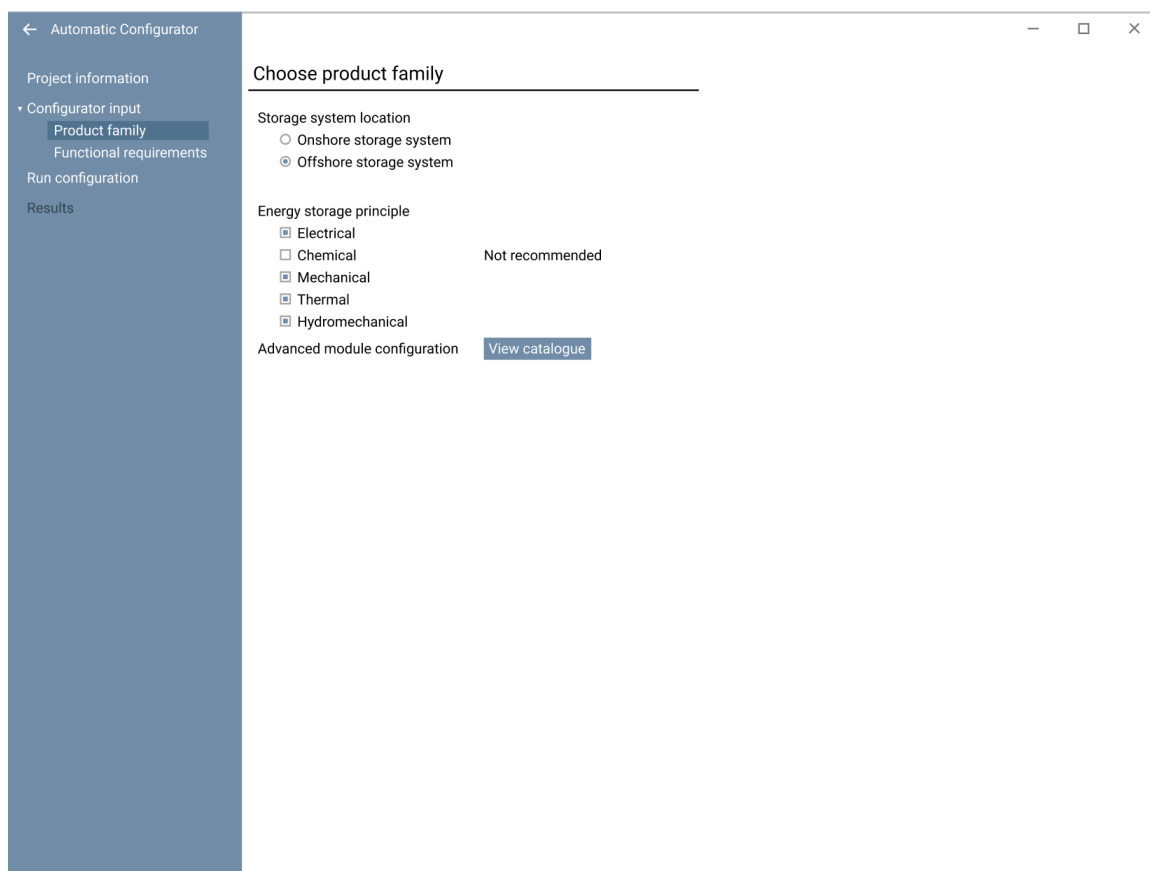 Automatic Configurator
Project information
Configurator input
Product family
Functional requirements
Run configuration
Results
Choose product family
Storage system location
Onshore storage system
Offshore storage system
Energy storage principle
Electrical
Chemical Not recommended
Mechanical
Thermal
Hydromechanical
Advanced module configuration View catalogue